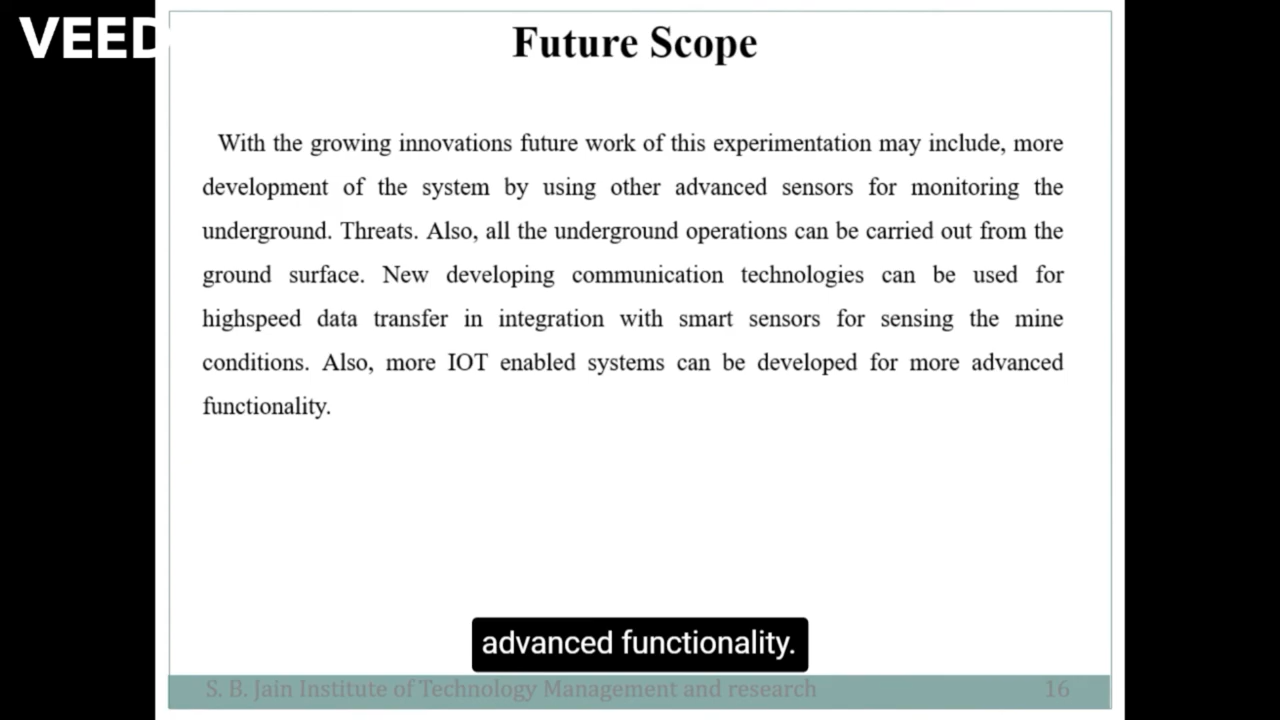 VEED
Future Scope
With the growing innovations future work of this experimentation may include, more
development of the system by using other advanced sensors for monitoring the
underground. Threats. Also, all the underground operations can be carried out from the
ground surface. New developing communication technologies can be used for
highspeed data transfer in integration with smart sensors for sensing the mine
conditions. Also, more IOT enabled systems can be developed for more advanced
functionality.
advanced functionality.
S. B. Jain Institute of Technology Management and research 16